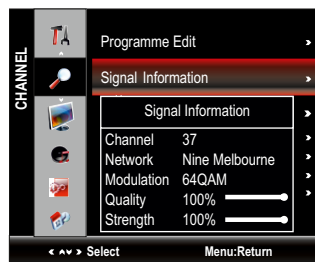 CHANNEL
Programme Edit
Signal Information
Signal Information
Channel 37
Network Nine Melbourne
Modulation 64QAM
Quality 100%
Strength 100%
Select Menu:Return